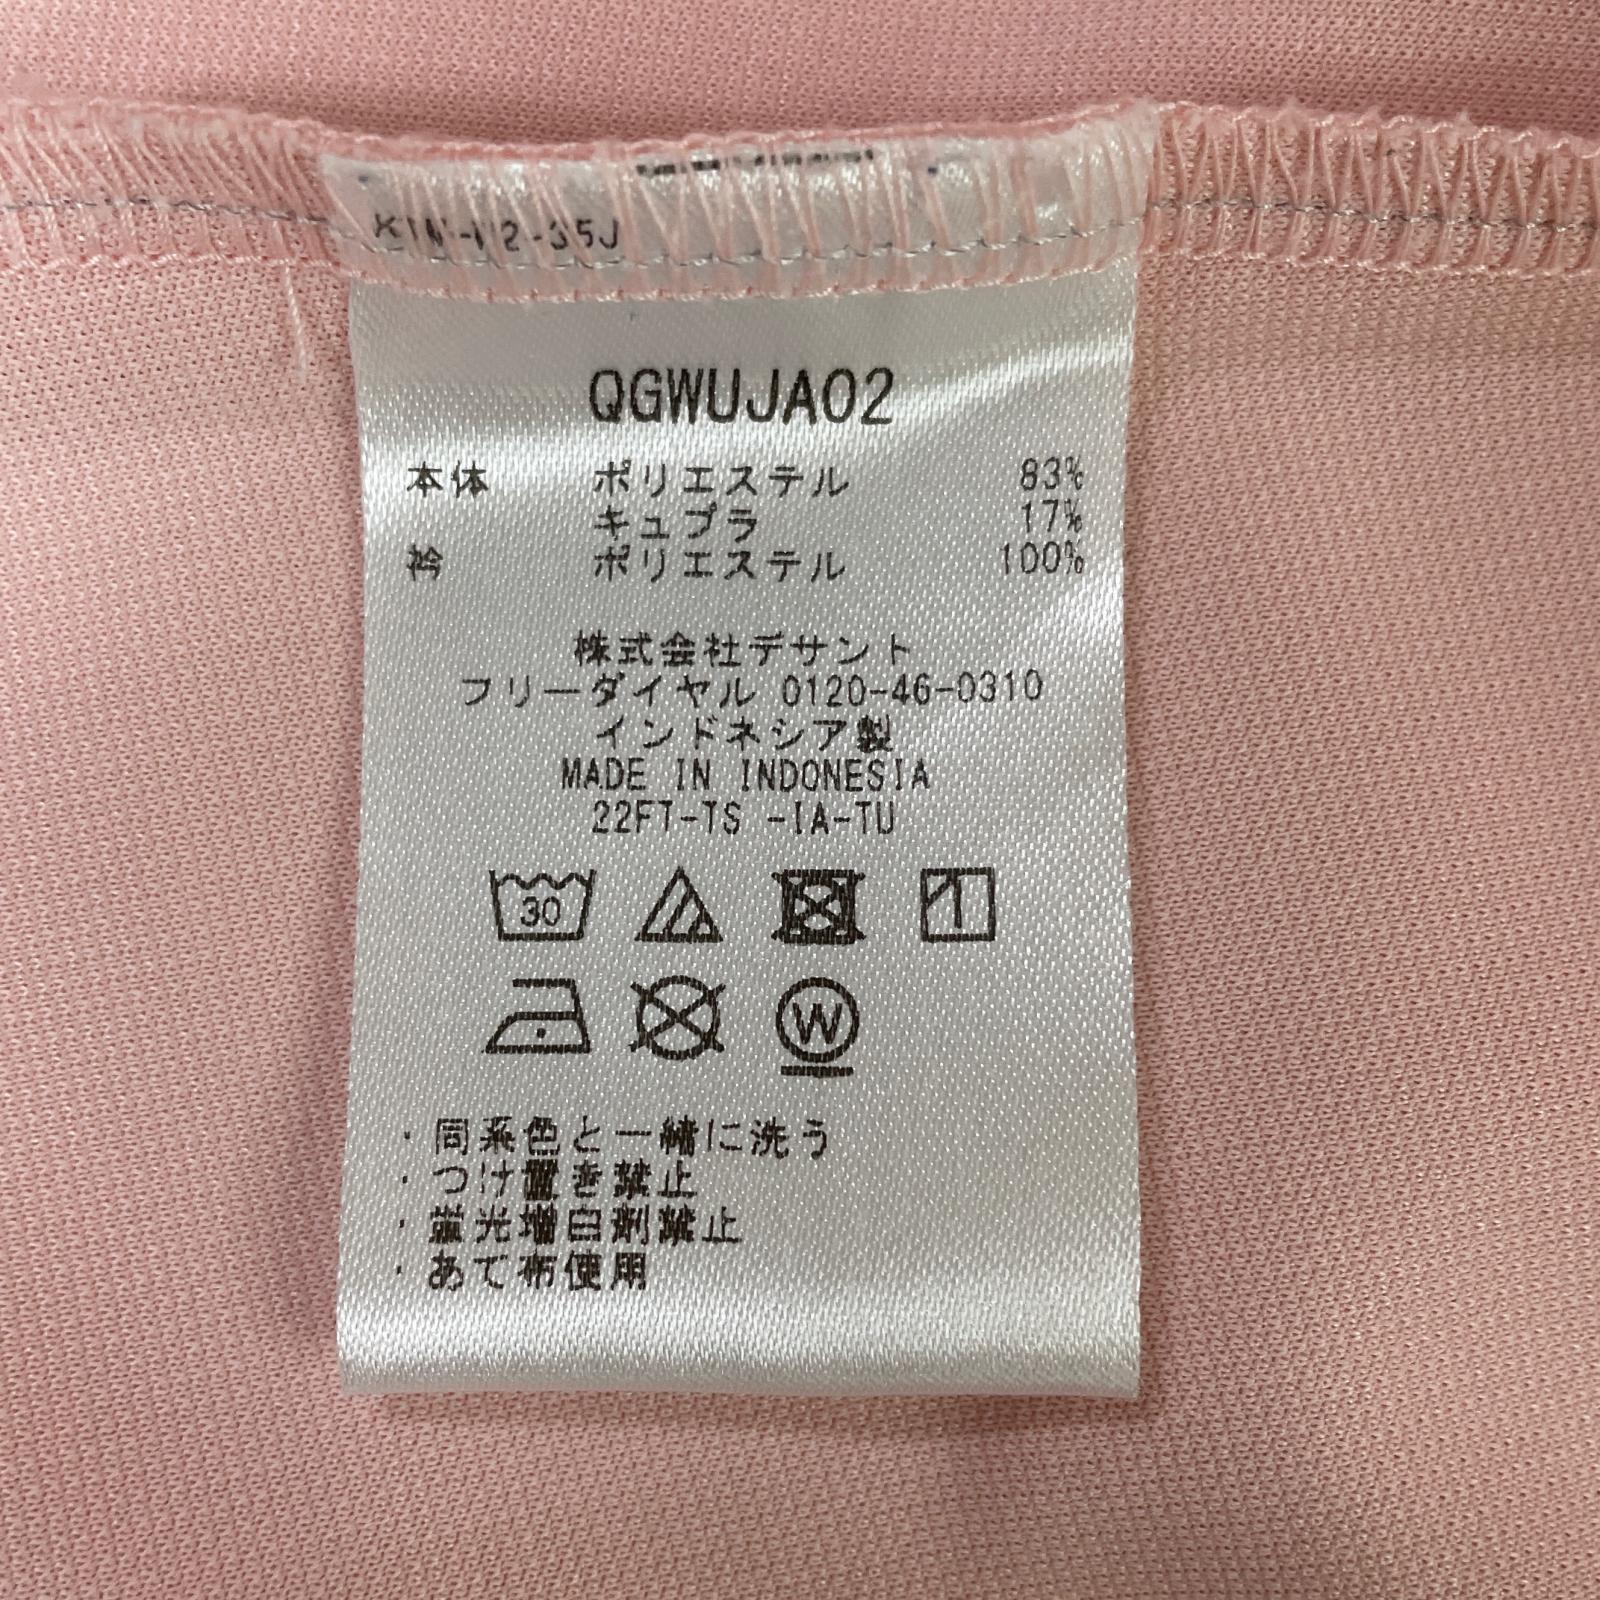 QGWUJA02
本体 ポリエステル 83%
キュプラ 17%
衿 ポリエステル 100%
株式会社デサント
フリーダイヤル 0120-46-0310
インドネシア製
MADE IN INDONESIA
22FT-TS -IA-TU
30
W
・同系色と一緒に洗う
・つけ置き禁止
・蛍光増白剤禁止
・あて布使用